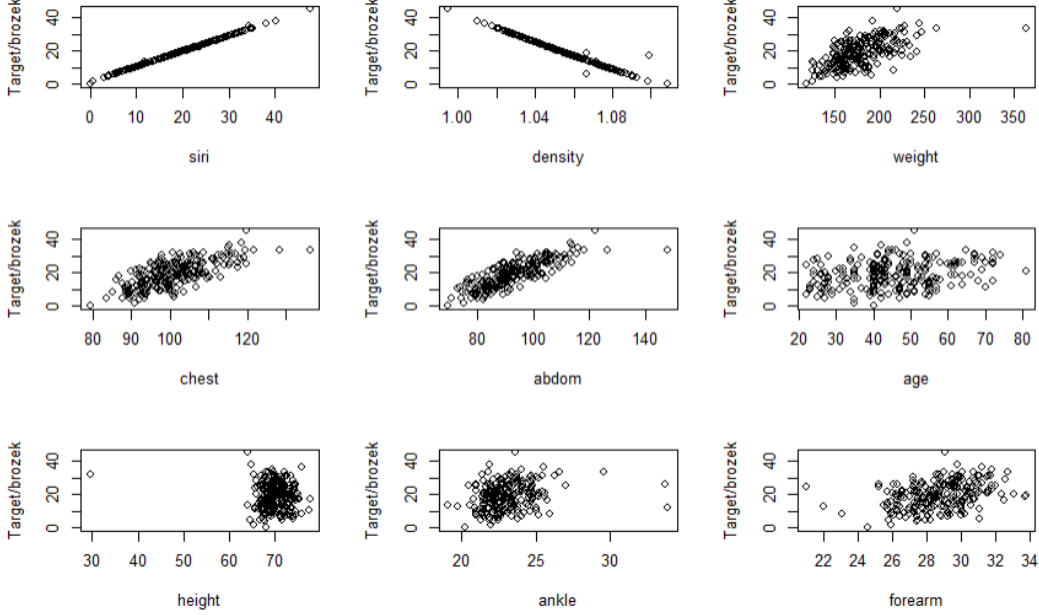 Target/brozek
0 20 40
0 10 20 30 40
siri
Target/brozek
0 20 40
1.00 1.04 1.08
density
Target/brozek
0 20 40
150 200 250 300 350
weight
Target/brozek
0 20 40
80 90 100 120
chest
Target/brozek
0 20 40
80 100 120 140
abdom
Target/brozek
0 20 40
20 30 40 50 60 70 80
age
Target/brozek
0 20 40
30 40 50 60 70
height
Target/brozek
0 20 40
20 25 30
ankle
Target/brozek
0 20 40
22 24 26 28 30 32 34
forearm